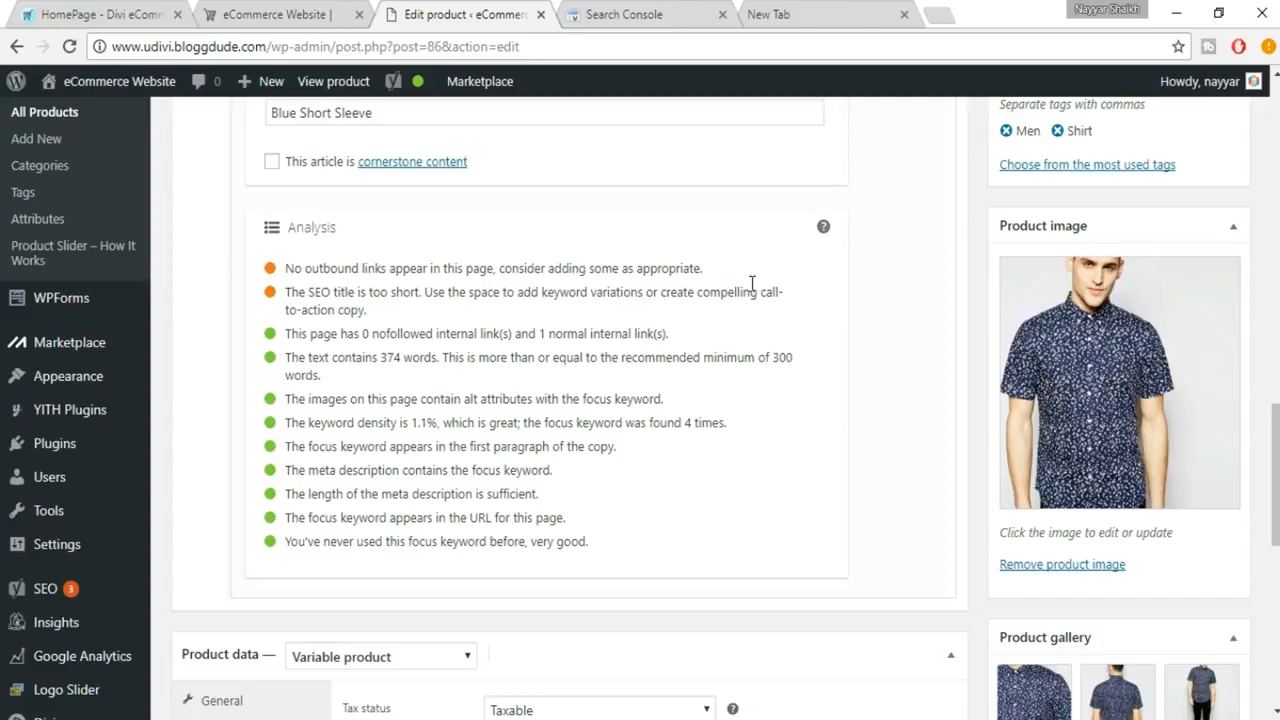 HomePage - Divi eComm
eCommerce Website |
Edit product ‹ eCommerc
Search Console
New Tab
Nayyar Shaikh
www.udivi.bloggdude.com/wp-admin/post.php?post=86&action=edit
eCommerce Website
0
New
View product
Marketplace
Howdy, nayyar
All Products
Add New
Categories
Tags
Attributes
Product Slider – How It
Works
WPForms
Marketplace
Appearance
YITH Plugins
Plugins
Users
Tools
Settings
SEO 3
Insights
Google Analytics
Logo Slider
Blue Short Sleeve
This article is cornerstone content
Analysis
No outbound links appear in this page, consider adding some as appropriate.
The SEO title is too short. Use the space to add keyword variations or create compelling call-
to-action copy.
This page has 0 nofollowed internal link(s) and 1 normal internal link(s).
The text contains 374 words. This is more than or equal to the recommended minimum of 300
words.
The images on this page contain alt attributes with the focus keyword.
The keyword density is 1.1%, which is great; the focus keyword was found 4 times.
The focus keyword appears in the first paragraph of the copy.
The meta description contains the focus keyword.
The length of the meta description is sufficient.
The focus keyword appears in the URL for this page.
You've never used this focus keyword before, very good.
Product data —
Variable product
General
Tax status
Taxable
Separate tags with commas
Men
Shirt
Choose from the most used tags
Product image
Click the image to edit or update
Remove product image
Product gallery